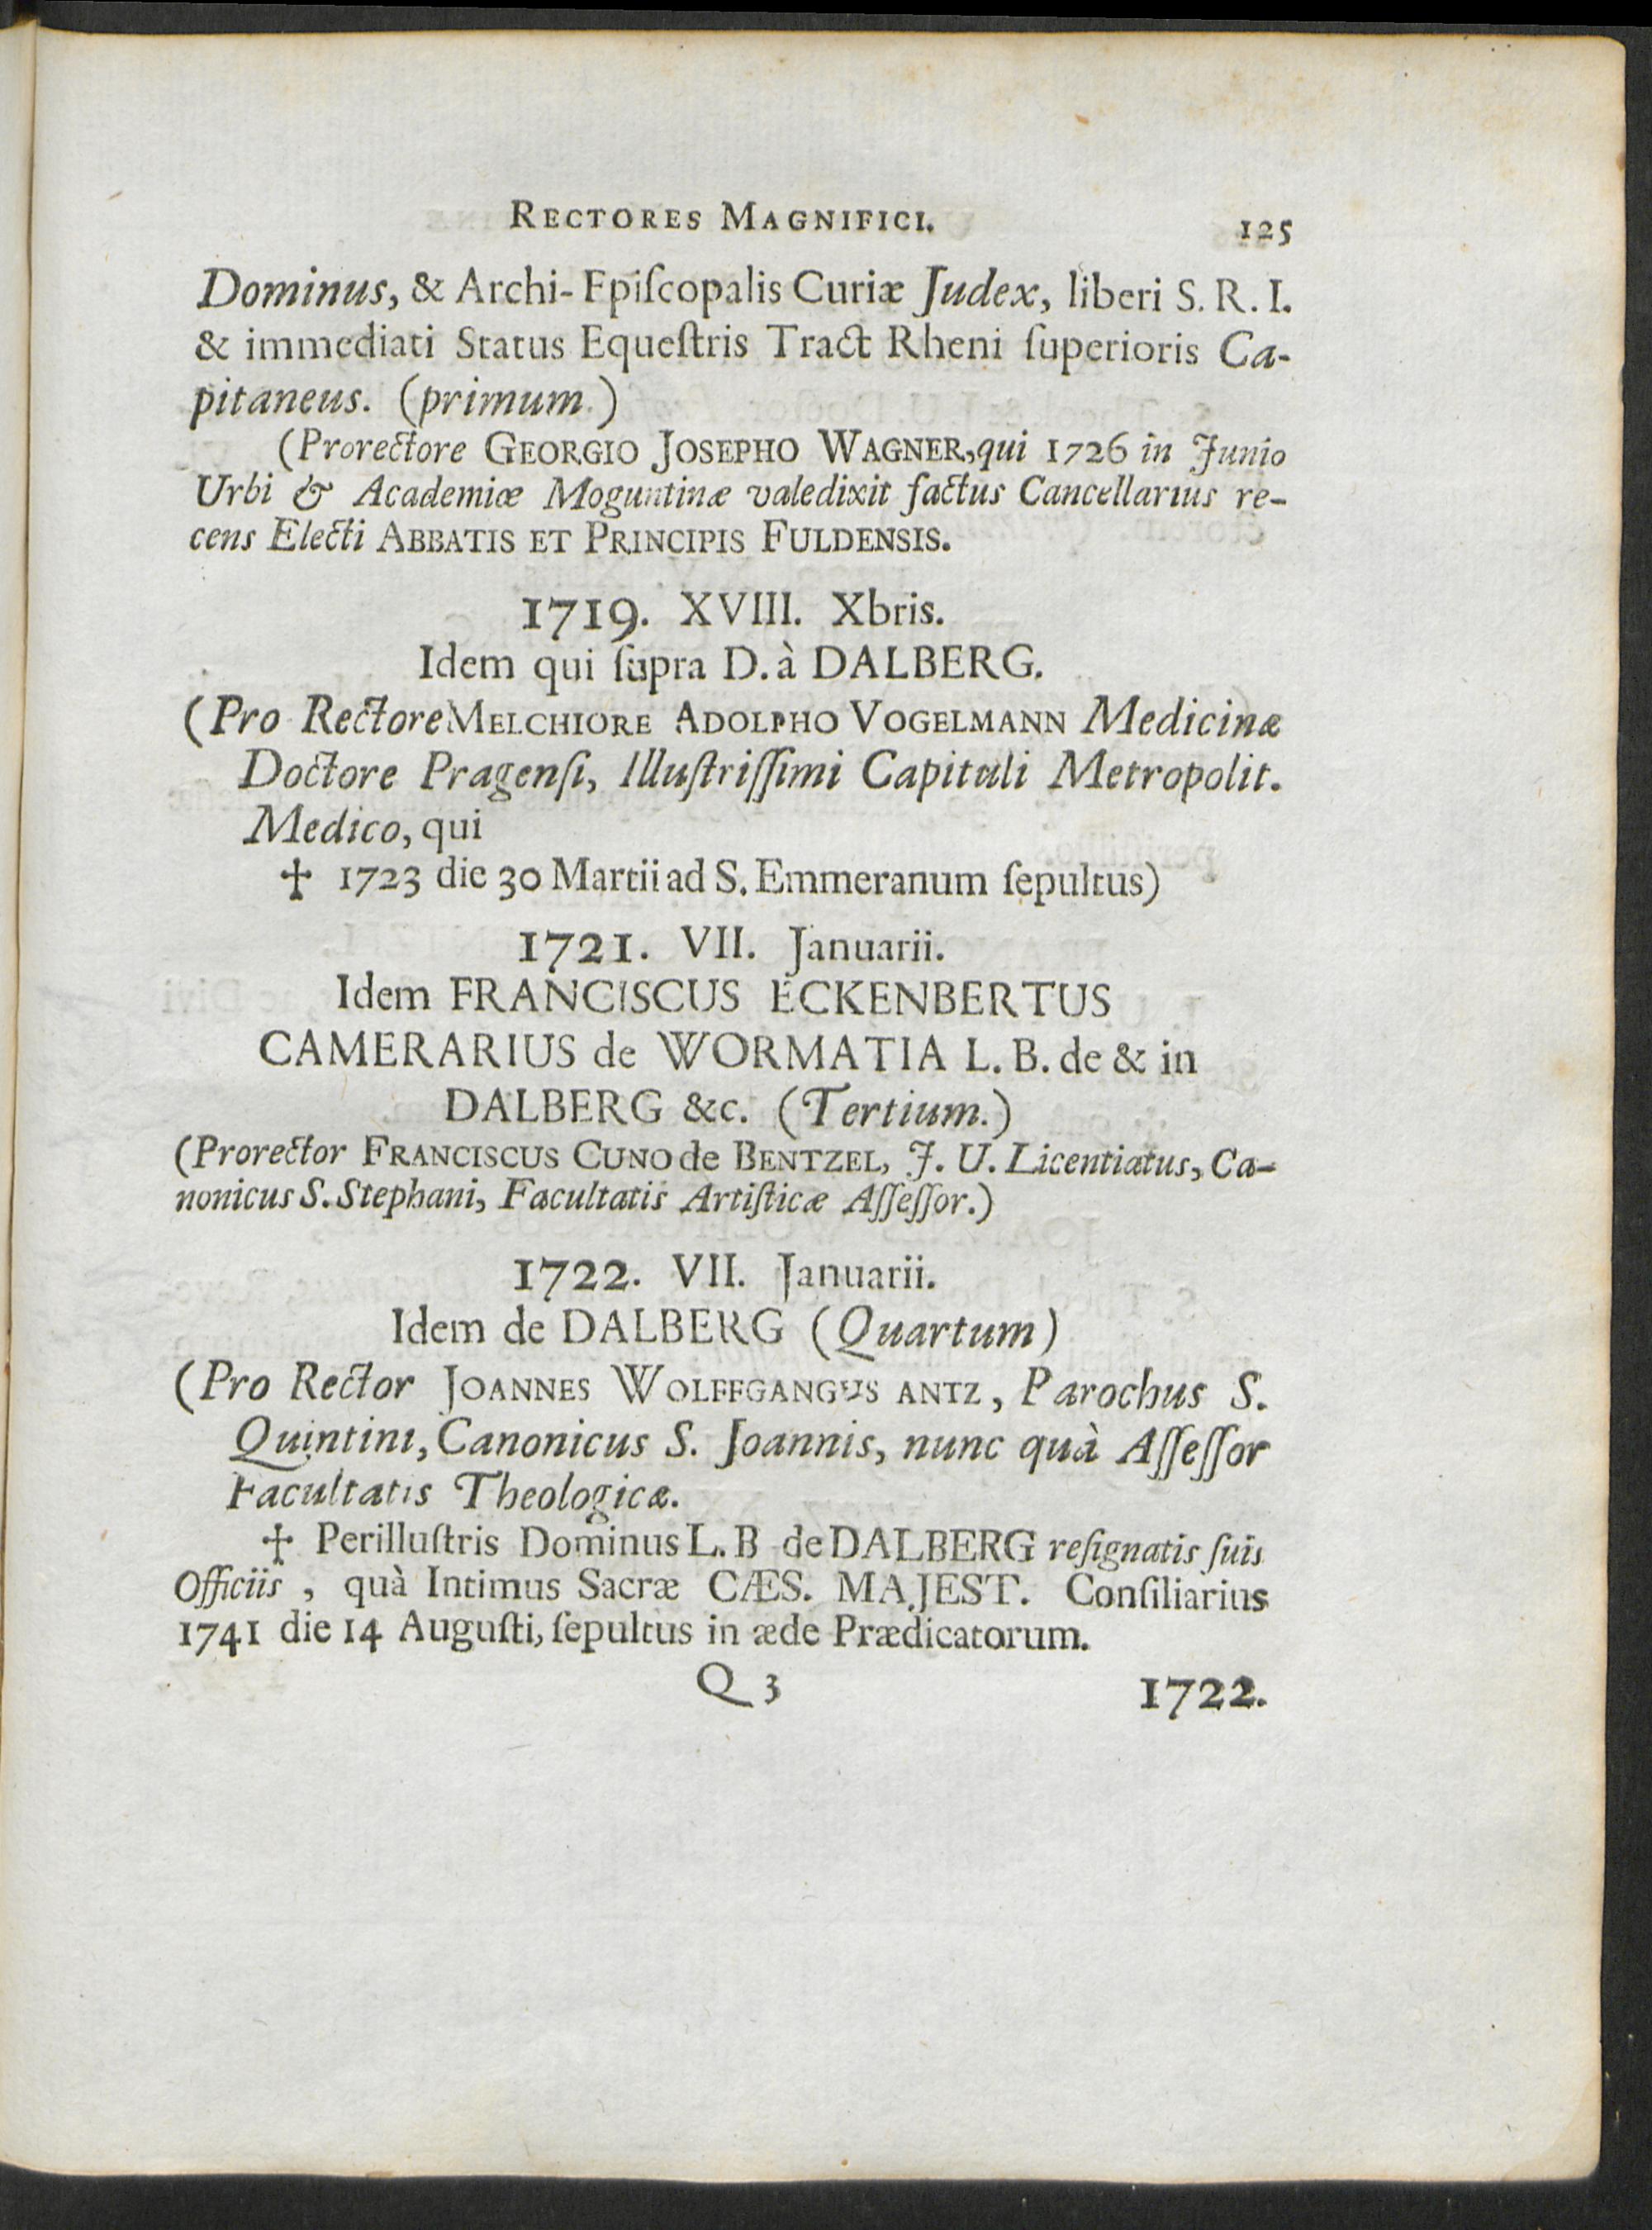 RECTORES MAGNIFICI. 125
Dominus, & Archi-Epiſcopalis Curiæ Judex, liberi S. R. I.
& immediati Status Equeſtris Tract Rheni ſuperioris Ca-
pitaneus. (primum.)
(Prorectore GEORGIO JOSEPHO WAGNER, qui 1726 in Junio
Urbi & Academiæ Moguntinæ valedixit factus Cancellarius re-
cens Electi ABBATIS ET PRINCIPIS FULDENSIS.
1719. XVIII. Xbris.
Idem qui ſupra D. à DALBERG.
(Pro Rectore MELCHIORE ADOLPHO VOGELMANN Medicinæ
Doctore Pragenſi, Illuſtriſſimi Capituli Metropolit.
Medico, qui
† 1723 die 30 Martii ad S. Emmeranum ſepultus)
1721. VII. Januarii.
Idem FRANCISCUS ECKENBERTUS
CAMERARIUS de WORMATIA L. B. de & in
DALBERG &c. (Tertium.)
(Prorector FRANCISCUS CUNO de BENTZEL, J. U. Licentiatus, Ca-
nonicus S. Stephani, Facultatis Artiſticæ Aſſeſſor.)
1722. VII. Januarii.
Idem de DALBERG (Quartum)
(Pro Rector JOANNES WOLFFGANGUS ANTZ, Parochus S.
Quintini, Canonicus S. Joannis, nunc quà Aſſeſſor
Facultatis Theologicæ.
† Perilluſtris Dominus L. B de DALBERG reſignatis ſuis
Officiis, quà Intimus Sacræ CÆS. MAJEST. Conſiliarius
1741 die 14 Auguſti, ſepultus in æde Prædicatorum.
Q 3 1722.